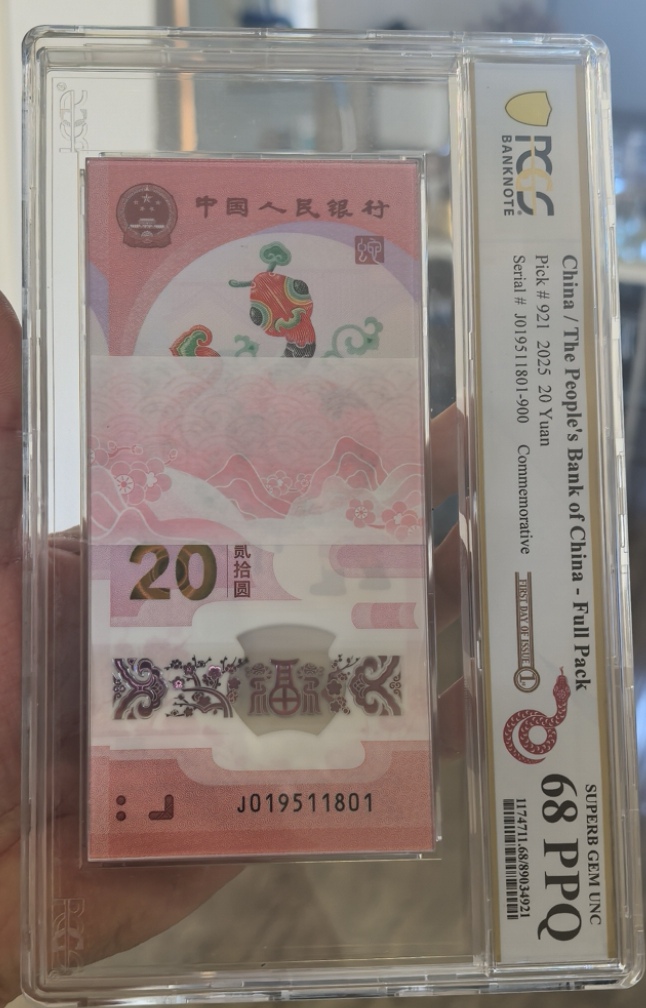 中国人民银行
蛇
20
贰拾圆
J019511801
PCGS
BANKNOTE
China / The People's Bank of China - Full Pack
Pick # 921 2025 20 Yuan
Serial # J019511801-900 Commemorative
FIRST DAY OF ISSUE
1
SUPERB GEM UNC
68 PPQ
1174711.68/89034921